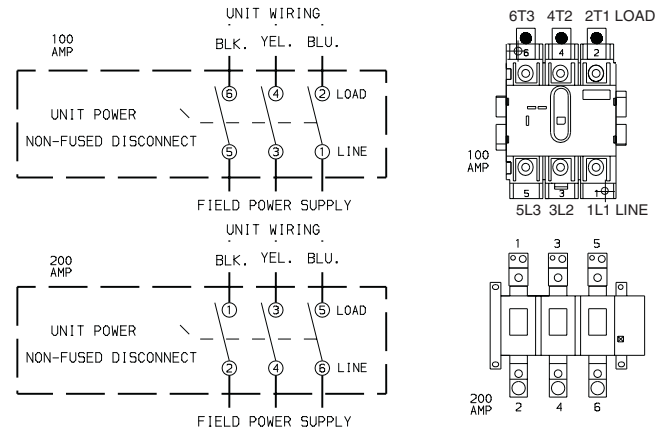 UNIT WIRING
BLK. YEL. BLU.
100
AMP
6 4 2 LOAD
UNIT POWER
NON-FUSED DISCONNECT
5 3 1 LINE
FIELD POWER SUPPLY
UNIT WIRING
BLK. YEL. BLU.
200
AMP
1 3 5 LOAD
UNIT POWER
NON-FUSED DISCONNECT
2 4 6 LINE
FIELD POWER SUPPLY
6T3 4T2 2T1 LOAD
6 4 2
100
AMP
5 3 1
5L3 3L2 1L1 LINE
1 3 5
200
AMP
2 4 6